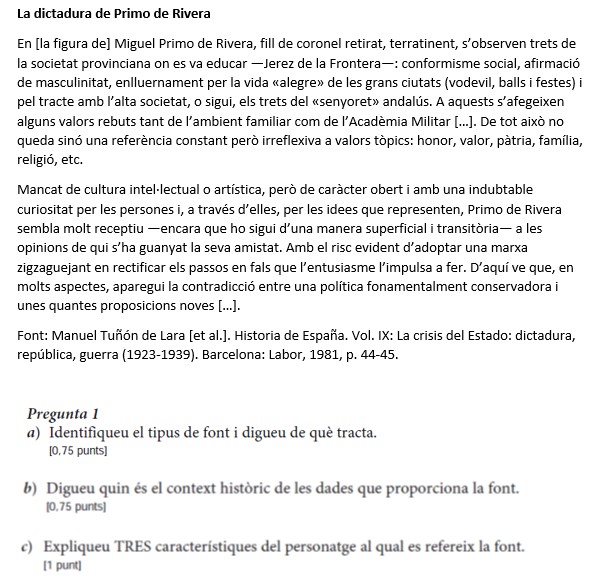 La dictadura de Primo de Rivera
En [la figura de] Miguel Primo de Rivera, fill de coronel retirat, terratinent, s’observen trets de
la societat provinciana on es va educar —Jerez de la Frontera—: conformisme social, afirmació
de masculinitat, enlluernament per la vida «alegre» de les grans ciutats (vodevil, balls i festes) i
pel tracte amb l’alta societat, o sigui, els trets del «senyoret» andalús. A aquests s’afegeixen
alguns valors rebuts tant de l’ambient familiar com de l’Acadèmia Militar [...]. De tot això no
queda sinó una referència constant però irreflexiva a valors tòpics: honor, valor, pàtria, família,
religió, etc.
Mancat de cultura intel·lectual o artística, però de caràcter obert i amb una indubtable
curiositat per les persones i, a través d’elles, per les idees que representen, Primo de Rivera
sembla molt receptiu —encara que ho sigui d’una manera superficial i transitòria— a les
opinions de qui s’ha guanyat la seva amistat. Amb el risc evident d’adoptar una marxa
zigzaguejant en rectificar els passos en fals que l’entusiasme l’impulsa a fer. D’aquí ve que, en
molts aspectes, aparegui la contradicció entre una política fonamentalment conservadora i
unes quantes proposicions noves [...].
Font: Manuel Tuñón de Lara [et al.]. Historia de España. Vol. IX: La crisis del Estado: dictadura,
república, guerra (1923-1939). Barcelona: Labor, 1981, p. 44-45.
Pregunta 1
a) Identifiqueu el tipus de font i digueu de què tracta.
[0,75 punts]
b) Digueu quin és el context històric de les dades que proporciona la font.
[0,75 punts]
c) Expliqueu TRES característiques del personatge al qual es refereix la font.
[1 punt]